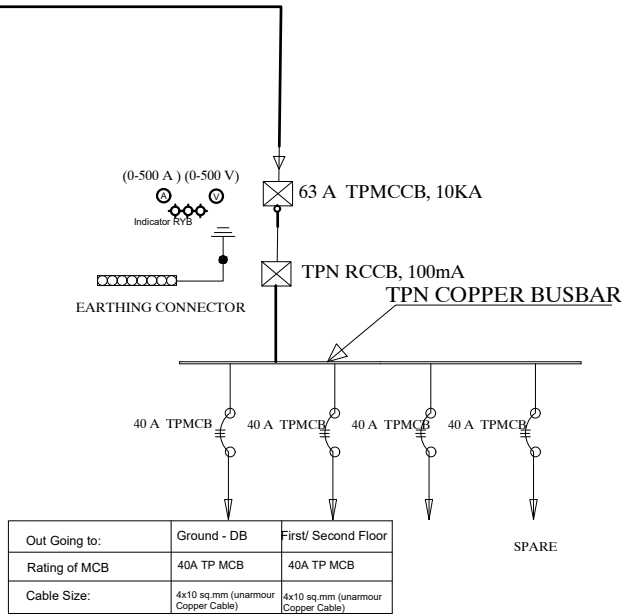 (0-500 A ) (0-500 V)
A V
63 A TPMCCB, 10KA
Indicator RYB
TPN RCCB, 100mA
EARTHING CONNECTOR
TPN COPPER BUSBAR
40 A TPMCB 40 A TPMCB 40 A TPMCB 40 A TPMCB
SPARE
Out Going to: Ground - DB First/ Second Floor
Rating of MCB 40A TP MCB 40A TP MCB
Cable Size: 4x10 sq.mm (unarmour Copper Cable) 4x10 sq.mm (unarmour Copper Cable)